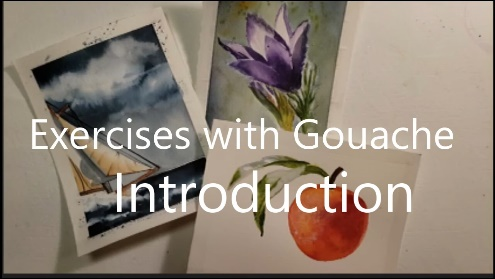 Exercises with Gouache
Introduction